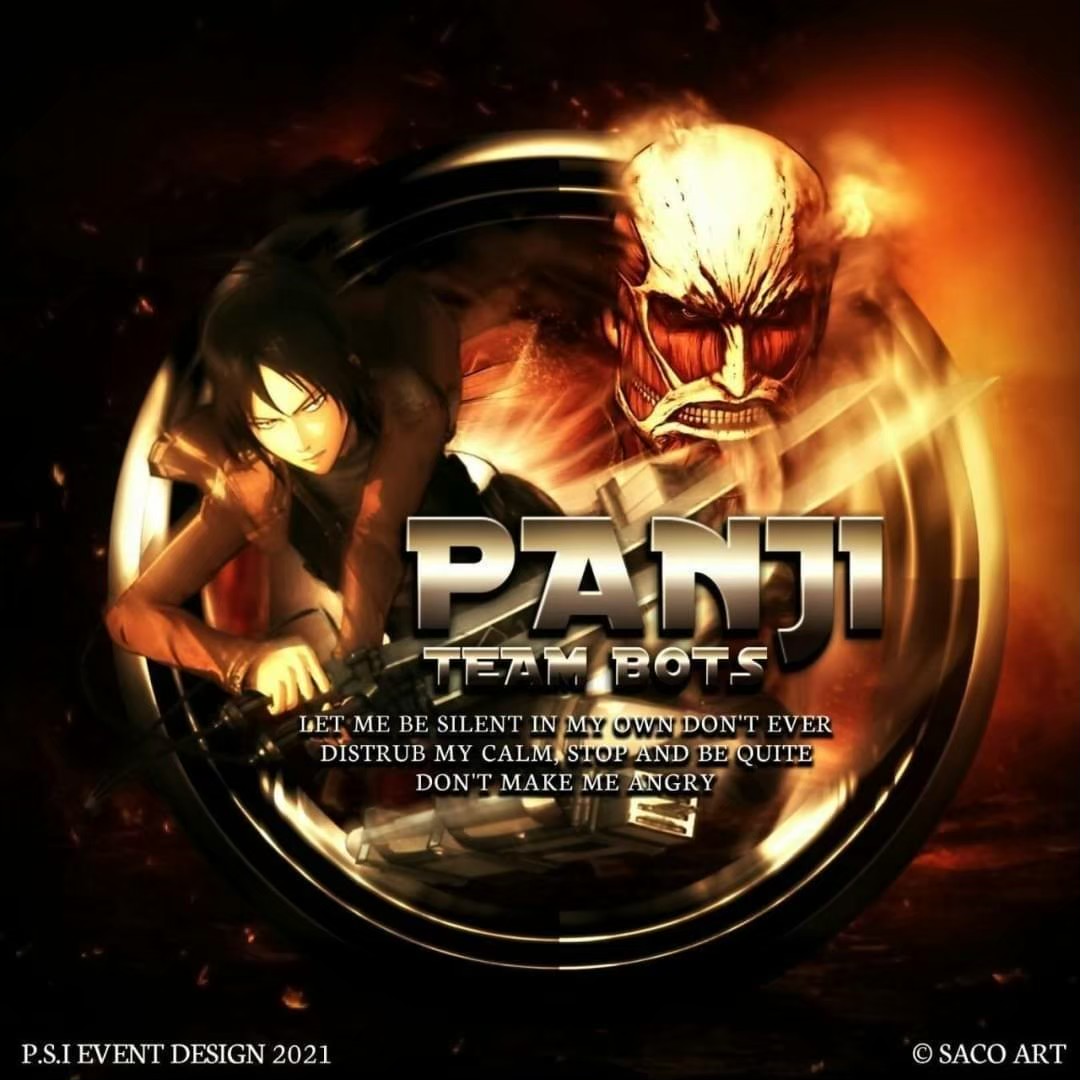 PANJI
TEAM BOTS
LET ME BE SILENT IN MY OWN DON'T EVER
DISTRUB MY CALM, STOP AND BE QUITE
DON'T MAKE ME ANGRY
P.S.I EVENT DESIGN 2021
© SACO ART